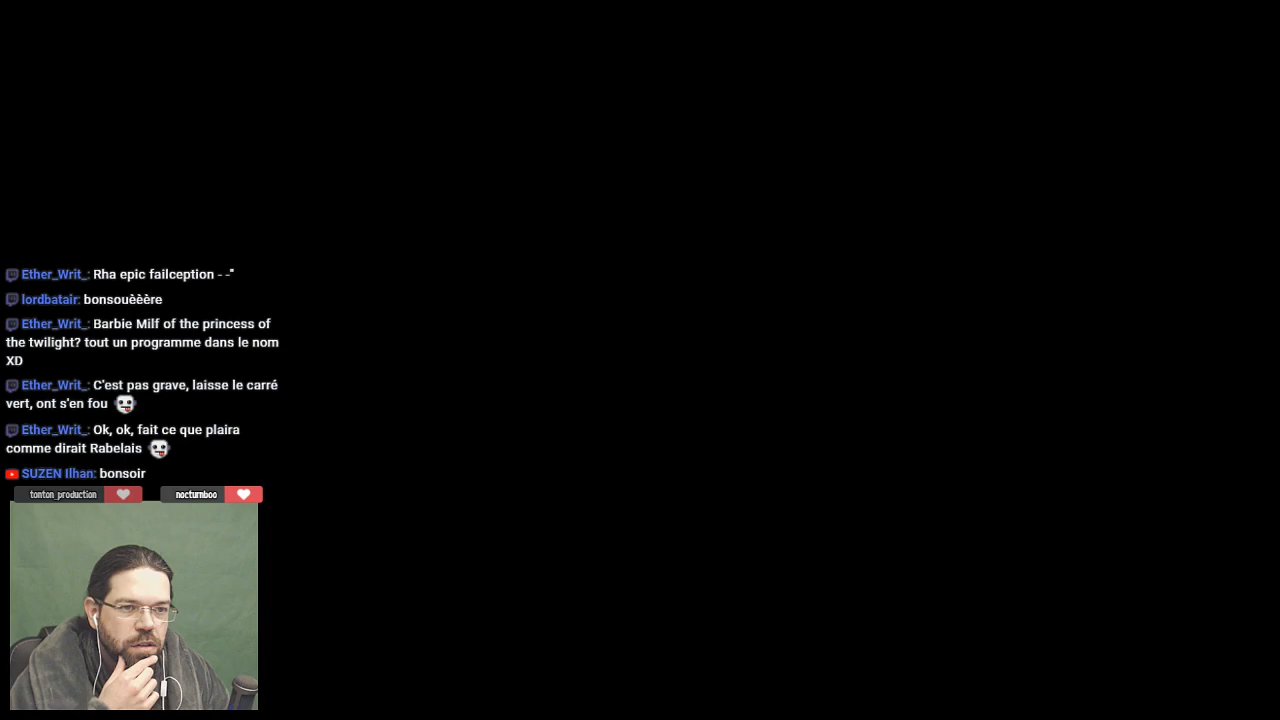 Ether_Writ_: Rha epic failception - -"
lordbatair: bonsouèèère
Ether_Writ_: Barbie Milf of the princess of
the twilight? tout un programme dans le nom
XD
Ether_Writ_: C'est pas grave, laisse le carré
vert, ont s'en fou
Ether_Writ_: Ok, ok, fait ce que plaira
comme dirait Rabelais
SUZEN Ilhan: bonsoir
tonton_production nocturnboo